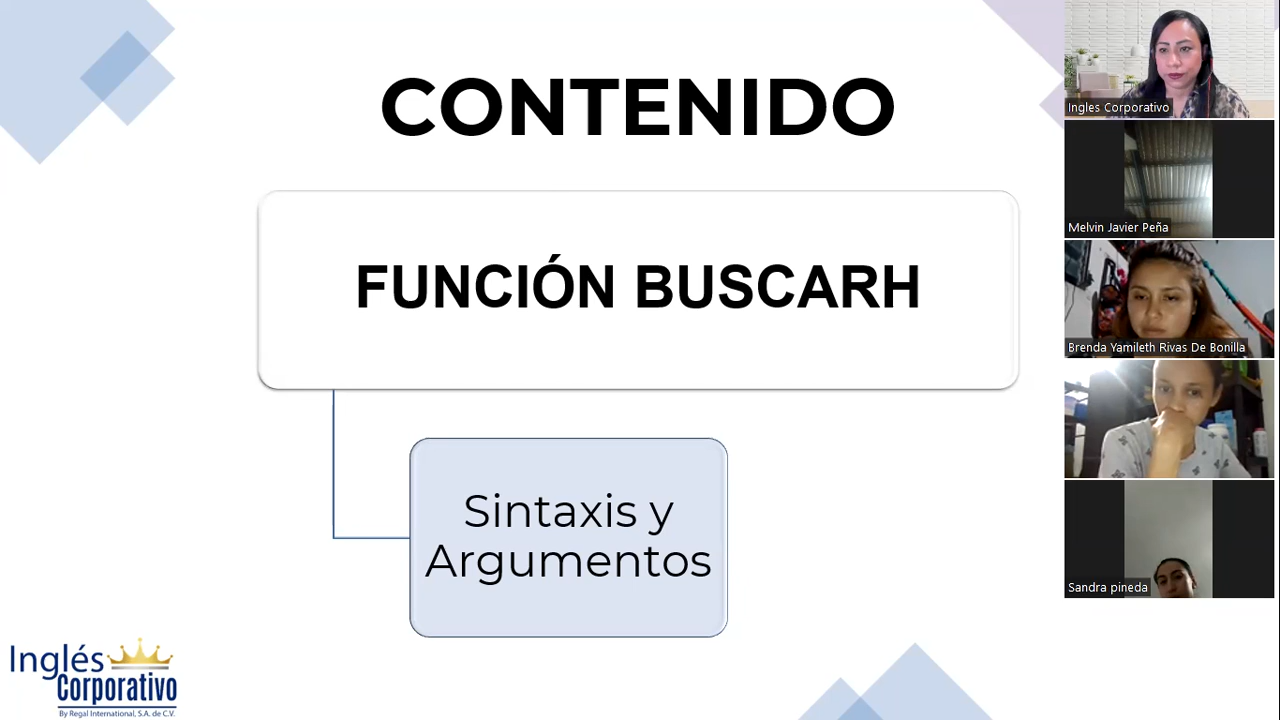 CONTENIDO
FUNCIÓN BUSCARH
Sintaxis y
Argumentos
Inglés
Corporativo
By Regal International, S.A. de C.V.
Ingles Corporativo
Melvin Javier Peña
Brenda Yamileth Rivas De Bonilla
Sandra pineda